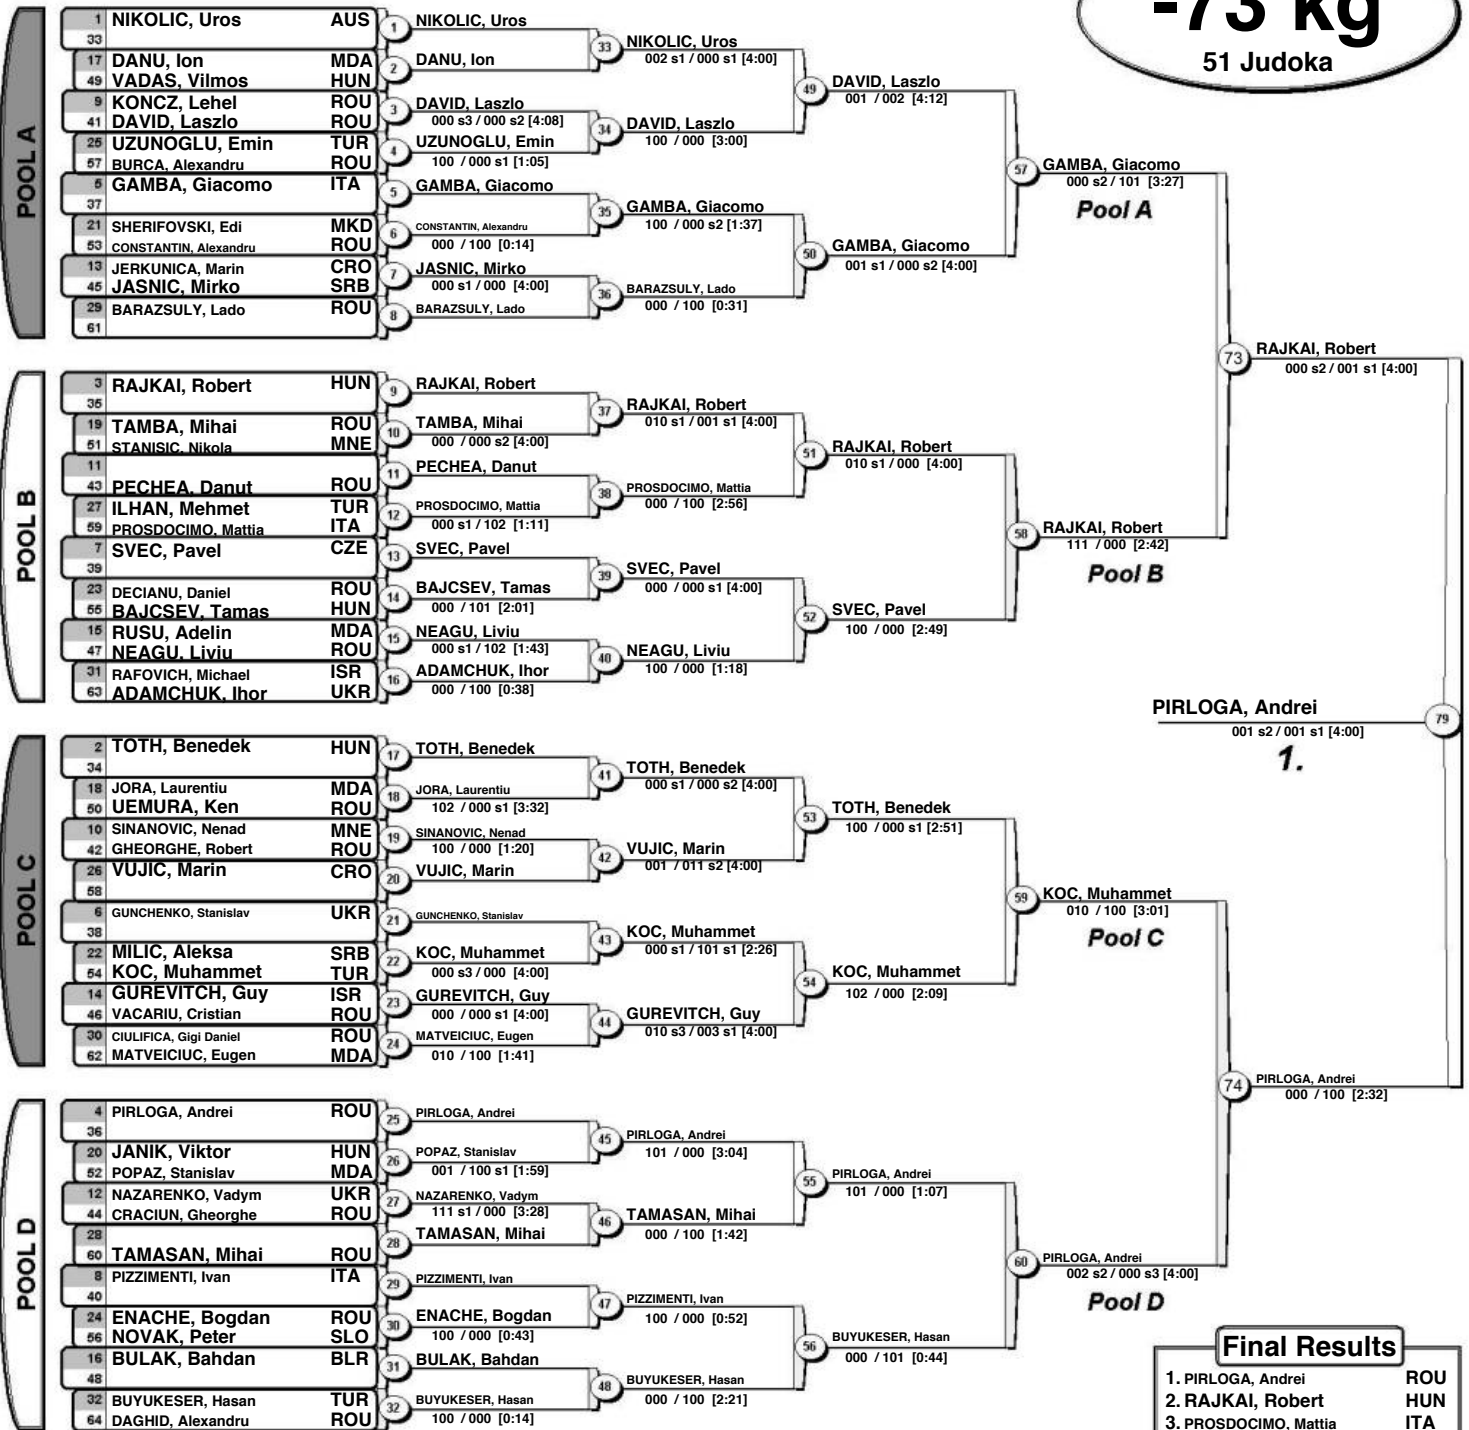 -73 kg
51 Judoka
POOL A
1 NIKOLIC, Uros AUS
33
17 DANU, Ion MDA
49 VADAS, Vilmos HUN
9 KONCZ, Lehel ROU
41 DAVID, Laszlo ROU
25 UZUNOGLU, Emin TUR
57 BURCA, Alexandru ROU
5 GAMBA, Giacomo ITA
37
21 SHERIFOVSKI, Edi MKD
53 CONSTANTIN, Alexandru ROU
13 JERKUNICA, Marin CRO
45 JASNIC, Mirko SRB
29 BARAZSULY, Lado ROU
61
1 NIKOLIC, Uros
2 DANU, Ion
3 DAVID, Laszlo
000 s3 / 000 s2 [4:08]
4 UZUNOGLU, Emin
100 / 000 s1 [1:05]
5 GAMBA, Giacomo
6 CONSTANTIN, Alexandru
000 / 100 [0:14]
7 JASNIC, Mirko
000 s1 / 000 [4:00]
8 BARAZSULY, Lado
33 NIKOLIC, Uros
002 s1 / 000 s1 [4:00]
34 DAVID, Laszlo
100 / 000 [3:00]
35 GAMBA, Giacomo
100 / 000 s2 [1:37]
36 BARAZSULY, Lado
000 / 100 [0:31]
49 DAVID, Laszlo
001 / 002 [4:12]
50 GAMBA, Giacomo
001 s1 / 000 s2 [4:00]
57 GAMBA, Giacomo
000 s2 / 101 [3:27]
Pool A
POOL B
3 RAJKAI, Robert HUN
35
19 TAMBA, Mihai ROU
51 STANISIC, Nikola MNE
11
43 PECHEA, Danut ROU
27 ILHAN, Mehmet TUR
59 PROSDOCIMO, Mattia ITA
7 SVEC, Pavel CZE
39
23 DECIANU, Daniel ROU
55 BAJCSEV, Tamas HUN
15 RUSU, Adelin MDA
47 NEAGU, Liviu ROU
31 RAFOVICH, Michael ISR
63 ADAMCHUK, Ihor UKR
9 RAJKAI, Robert
10 TAMBA, Mihai
000 / 000 s2 [4:00]
11 PECHEA, Danut
12 PROSDOCIMO, Mattia
000 s1 / 102 [1:11]
13 SVEC, Pavel
14 BAJCSEV, Tamas
000 / 101 [2:01]
15 NEAGU, Liviu
000 s1 / 102 [1:43]
16 ADAMCHUK, Ihor
000 / 100 [0:38]
37 RAJKAI, Robert
010 s1 / 001 s1 [4:00]
38 PROSDOCIMO, Mattia
000 / 100 [2:56]
39 SVEC, Pavel
000 / 000 s1 [4:00]
40 NEAGU, Liviu
100 / 000 [1:18]
51 RAJKAI, Robert
010 s1 / 000 [4:00]
52 SVEC, Pavel
100 / 000 [2:49]
58 RAJKAI, Robert
111 / 000 [2:42]
Pool B
73 RAJKAI, Robert
000 s2 / 001 s1 [4:00]
PIRLOGA, Andrei 79
001 s2 / 001 s1 [4:00]
1.
POOL C
2 TOTH, Benedek HUN
34
18 JORA, Laurentiu MDA
50 UEMURA, Ken ROU
10 SINANOVIC, Nenad MNE
42 GHEORGHE, Robert ROU
26 VUJIC, Marin CRO
58
6 GUNCHENKO, Stanislav UKR
38
22 MILIC, Aleksa SRB
54 KOC, Muhammet TUR
14 GUREVITCH, Guy ISR
46 VACARIU, Cristian ROU
30 CIULIFICA, Gigi Daniel ROU
62 MATVEICIUC, Eugen MDA
17 TOTH, Benedek
18 JORA, Laurentiu
102 / 000 s1 [3:32]
19 SINANOVIC, Nenad
100 / 000 [1:20]
20 VUJIC, Marin
21 GUNCHENKO, Stanislav
22 KOC, Muhammet
000 s3 / 000 [4:00]
23 GUREVITCH, Guy
000 / 000 s1 [4:00]
24 MATVEICIUC, Eugen
010 / 100 [1:41]
41 TOTH, Benedek
000 s1 / 000 s2 [4:00]
42 VUJIC, Marin
001 / 011 s2 [4:00]
43 KOC, Muhammet
000 s1 / 101 s1 [2:26]
44 GUREVITCH, Guy
010 s3 / 003 s1 [4:00]
53 TOTH, Benedek
100 / 000 s1 [2:51]
54 KOC, Muhammet
102 / 000 [2:09]
59 KOC, Muhammet
010 / 100 [3:01]
Pool C
POOL D
4 PIRLOGA, Andrei ROU
36
20 JANIK, Viktor HUN
52 POPAZ, Stanislav MDA
12 NAZARENKO, Vadym UKR
44 CRACIUN, Gheorghe ROU
28
60 TAMASAN, Mihai ROU
8 PIZZIMENTI, Ivan ITA
40
24 ENACHE, Bogdan ROU
56 NOVAK, Peter SLO
16 BULAK, Bahdan BLR
48
32 BUYUKESER, Hasan TUR
64 DAGHID, Alexandru ROU
25 PIRLOGA, Andrei
26 POPAZ, Stanislav
001 / 100 s1 [1:59]
27 NAZARENKO, Vadym
111 s1 / 000 [3:28]
28 TAMASAN, Mihai
29 PIZZIMENTI, Ivan
30 ENACHE, Bogdan
100 / 000 [0:43]
31 BULAK, Bahdan
32 BUYUKESER, Hasan
100 / 000 [0:14]
45 PIRLOGA, Andrei
101 / 000 [3:04]
46 TAMASAN, Mihai
000 / 100 [1:42]
47 PIZZIMENTI, Ivan
100 / 000 [0:52]
48 BUYUKESER, Hasan
000 / 100 [2:21]
55 PIRLOGA, Andrei
101 / 000 [1:07]
56 BUYUKESER, Hasan
000 / 101 [0:44]
60 PIRLOGA, Andrei
002 s2 / 000 s3 [4:00]
Pool D
74 PIRLOGA, Andrei
000 / 100 [2:32]
Final Results
1. PIRLOGA, Andrei ROU
2. RAJKAI, Robert HUN
3. PROSDOCIMO, Mattia ITA